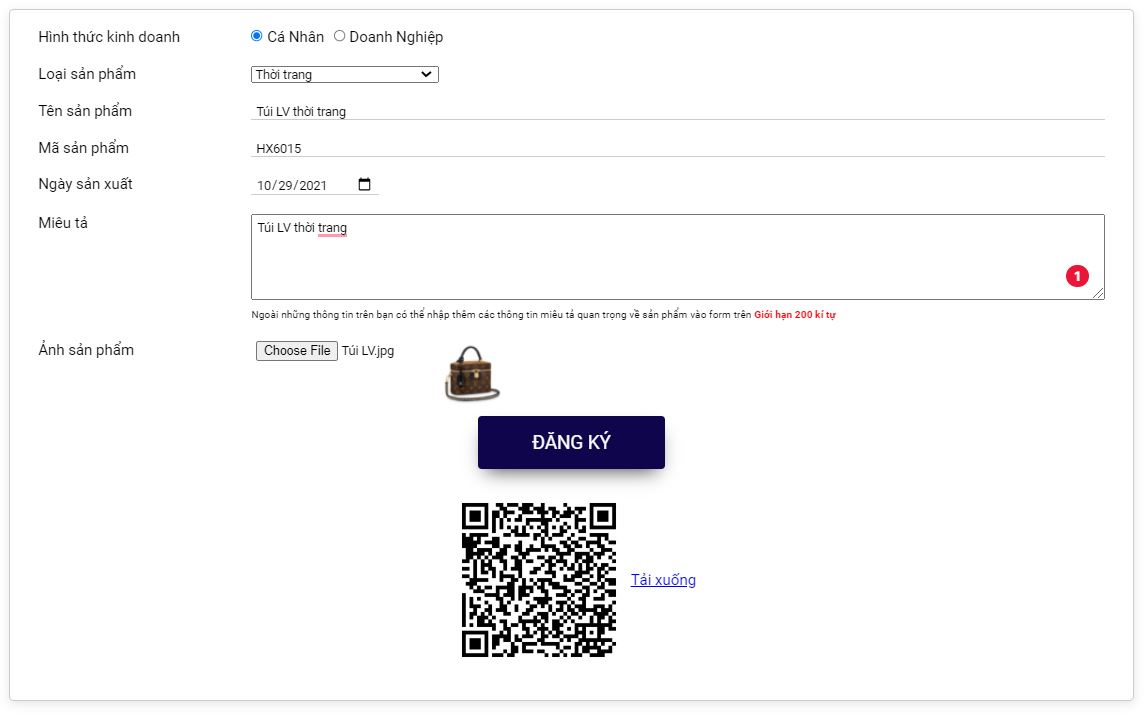 Hình thức kinh doanh Cá Nhân Doanh Nghiệp
Loại sản phẩm Thời trang
Tên sản phẩm Túi LV thời trang
Mã sản phẩm HX6015
Ngày sản xuất 10/29/2021
Miêu tả Túi LV thời trang
1
Ngoài những thông tin trên bạn có thể nhập thêm các thông tin miêu tả quan trọng về sản phẩm vào form trên Giới hạn 200 kí tự
Ảnh sản phẩm Choose File Túi LV.jpg
ĐĂNG KÝ
Tải xuống